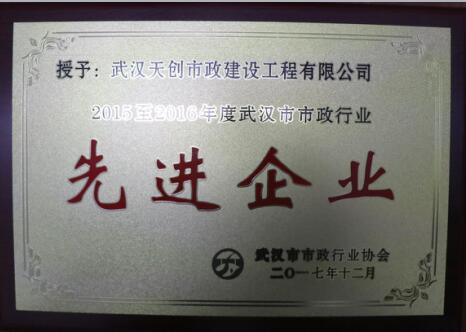 授予：武汉天创市政建设工程有限公司
2015至2016年度武汉市市政行业
先进企业
武汉市市政行业协会
二〇一七年十二月